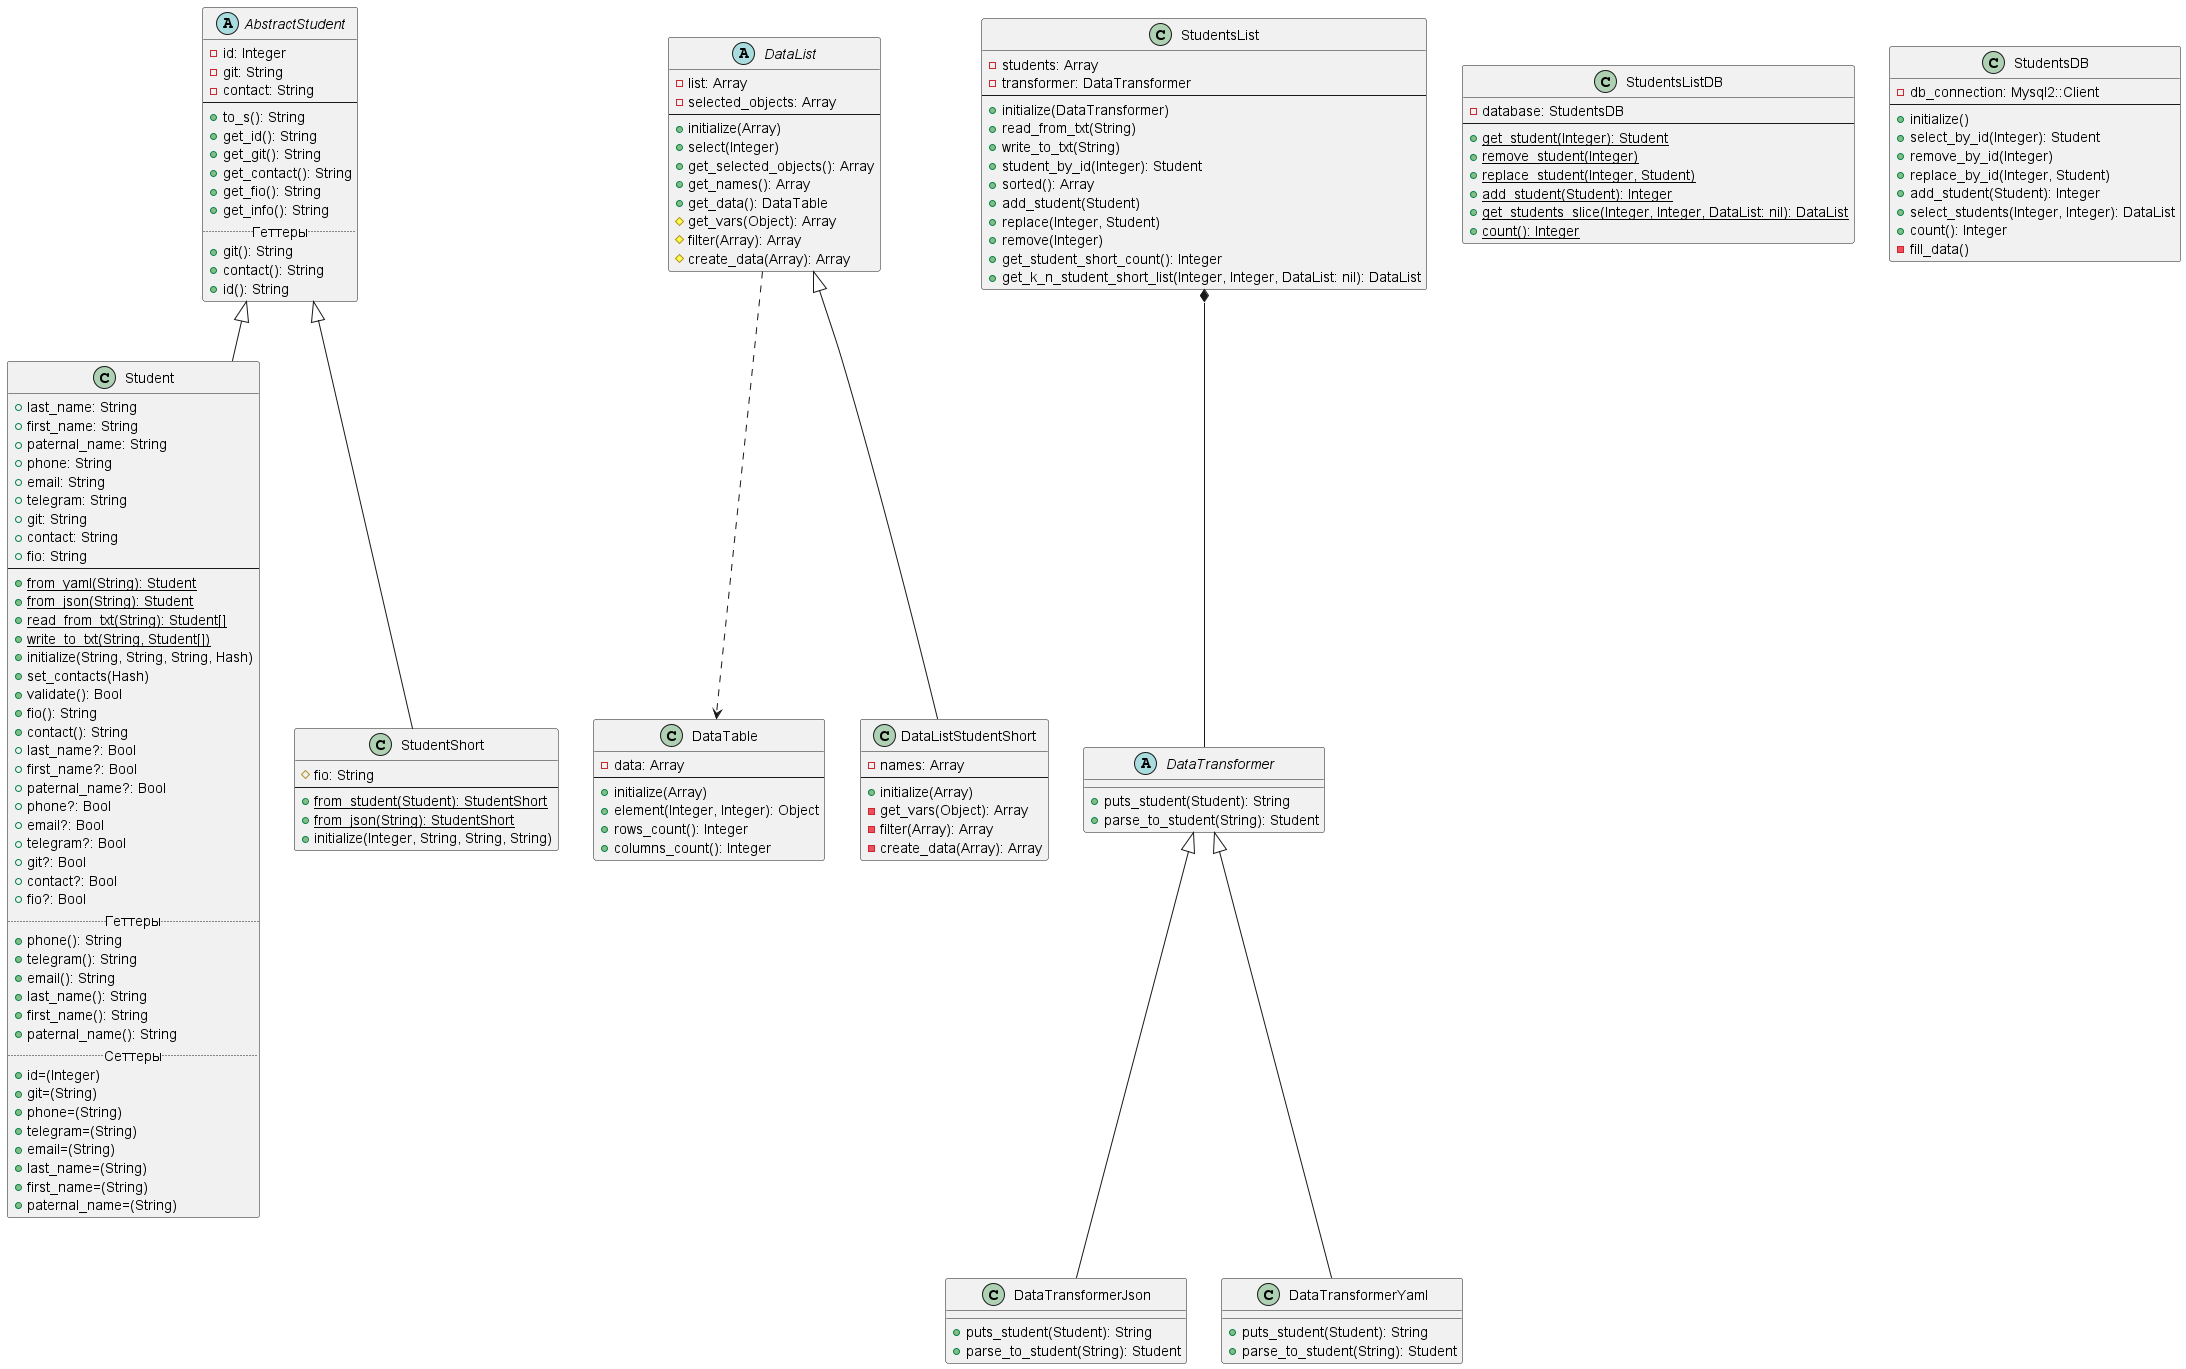 A AbstractStudent
id: Integer
git: String
contact: String
to_s(): String
get_id(): String
get_git(): String
get_contact(): String
get_fio(): String
get_info(): String
Геттеры
git(): String
contact(): String
id(): String
A DataList
list: Array
selected_objects: Array
initialize(Array)
select(Integer)
get_selected_objects(): Array
get_names(): Array
get_data(): DataTable
get_vars(Object): Array
filter(Array): Array
create_data(Array): Array
C StudentsList
students: Array
transformer: DataTransformer
initialize(DataTransformer)
read_from_txt(String)
write_to_txt(String)
student_by_id(Integer): Student
sorted(): Array
add_student(Student)
replace(Integer, Student)
remove(Integer)
get_student_short_count(): Integer
get_k_n_student_short_list(Integer, Integer, DataList: nil): DataList
C StudentsListDB
database: StudentsDB
get_student(Integer): Student
remove_student(Integer)
replace_student(Integer, Student)
add_student(Student): Integer
get_students_slice(Integer, Integer, DataList: nil): DataList
count(): Integer
C StudentsDB
db_connection: Mysql2::Client
initialize()
select_by_id(Integer): Student
remove_by_id(Integer)
replace_by_id(Integer, Student)
add_student(Student): Integer
select_students(Integer, Integer): DataList
count(): Integer
fill_data()
C Student
last_name: String
first_name: String
paternal_name: String
phone: String
email: String
telegram: String
git: String
contact: String
fio: String
from_yaml(String): Student
from_json(String): Student
read_from_txt(String): Student[]
write_to_txt(String, Student[])
initialize(String, String, String, Hash)
set_contacts(Hash)
validate(): Bool
fio(): String
contact(): String
last_name?: Bool
first_name?: Bool
paternal_name?: Bool
phone?: Bool
email?: Bool
telegram?: Bool
git?: Bool
contact?: Bool
fio?: Bool
Геттеры
phone(): String
telegram(): String
email(): String
last_name(): String
first_name(): String
paternal_name(): String
Сеттеры
id=(Integer)
git=(String)
phone=(String)
telegram=(String)
email=(String)
last_name=(String)
first_name=(String)
paternal_name=(String)
C StudentShort
fio: String
from_student(Student): StudentShort
from_json(String): StudentShort
initialize(Integer, String, String, String)
C DataTable
data: Array
initialize(Array)
element(Integer, Integer): Object
rows_count(): Integer
columns_count(): Integer
C DataListStudentShort
names: Array
initialize(Array)
get_vars(Object): Array
filter(Array): Array
create_data(Array): Array
A DataTransformer
puts_student(Student): String
parse_to_student(String): Student
C DataTransformerJson
puts_student(Student): String
parse_to_student(String): Student
C DataTransformerYaml
puts_student(Student): String
parse_to_student(String): Student